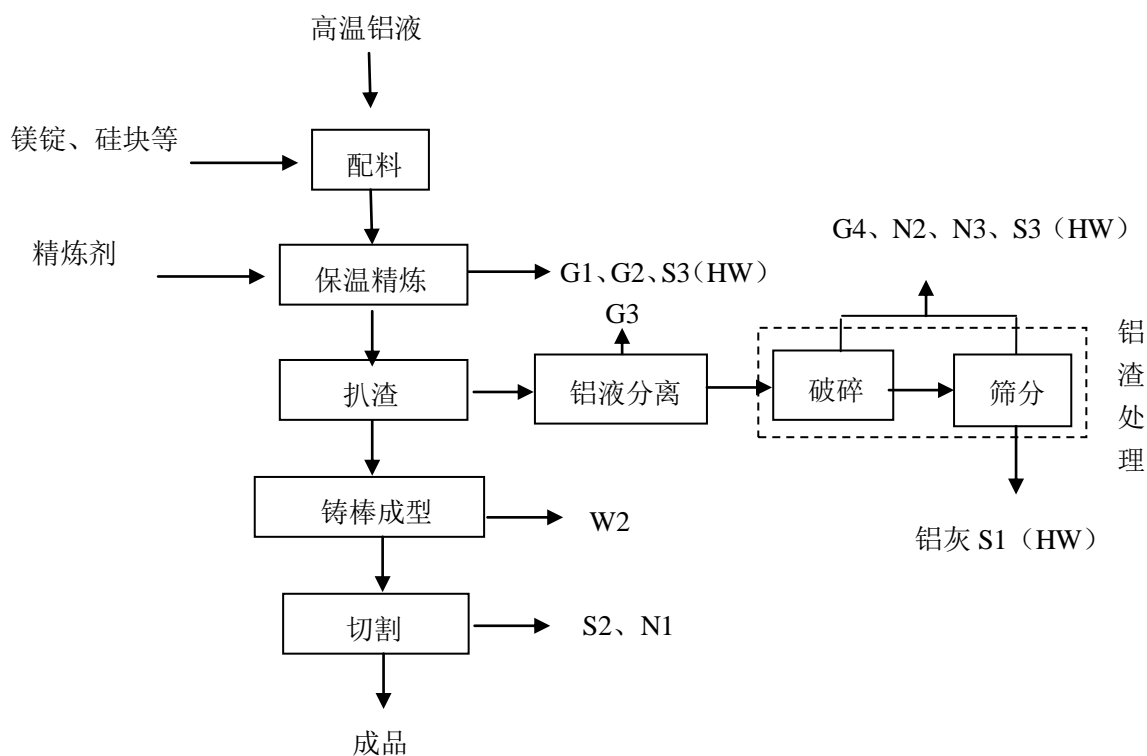 高温铝液
镁锭、硅块等
配料
G4、N2、N3、S3（HW）
精炼剂
保温精炼
G1、G2、S3（HW）
G3
扒渣
铝液分离
破碎
筛分
铝渣处理
铸棒成型
W2
铝灰 S1（HW）
切割
S2、N1
成品